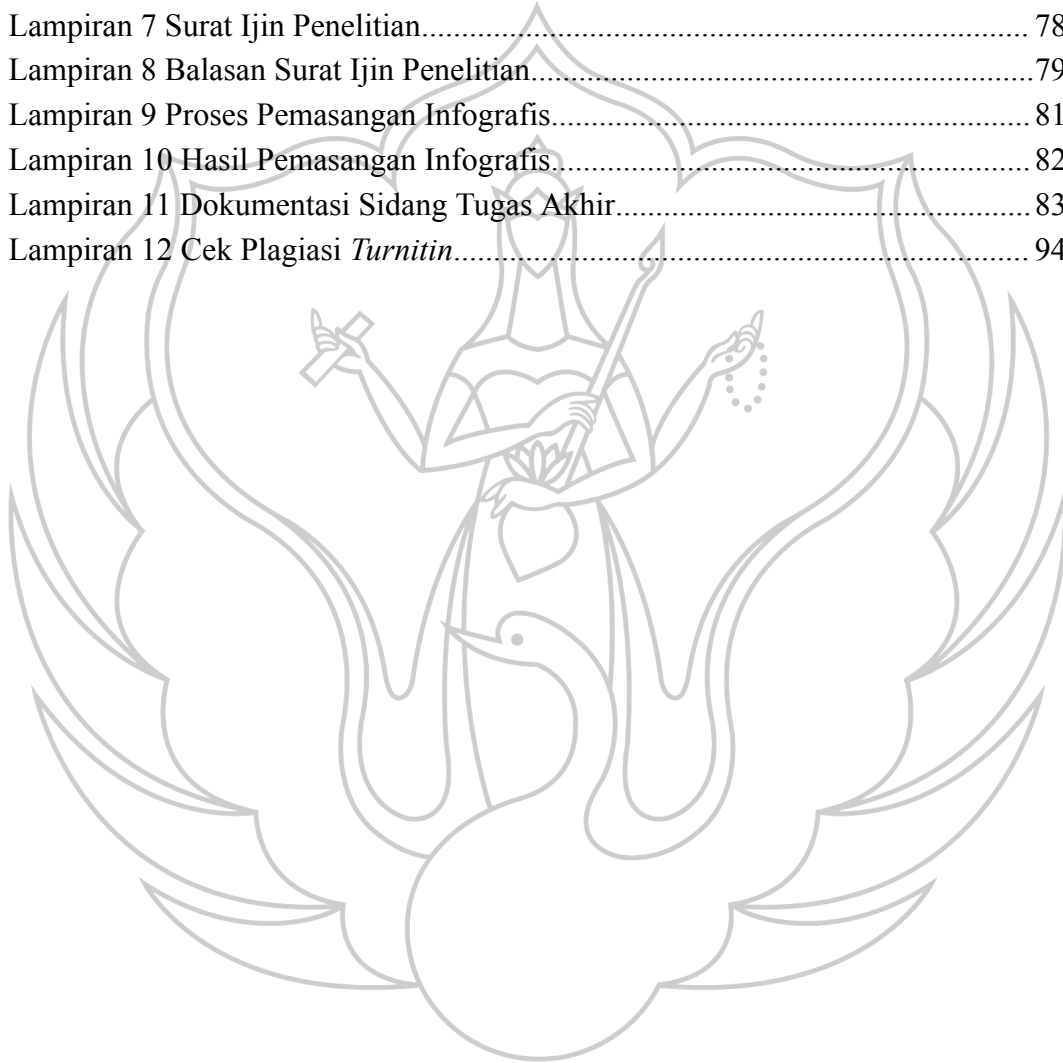 Lampiran 7 Surat Ijin Penelitian.......................................................................... 78
Lampiran 8 Balasan Surat Ijin Penelitian.............................................................79
Lampiran 9 Proses Pemasangan Infografis.......................................................... 81
Lampiran 10 Hasil Pemasangan Infografis.......................................................... 82
Lampiran 11 Dokumentasi Sidang Tugas Akhir.................................................. 83
Lampiran 12 Cek Plagiasi Turnitin...................................................................... 94